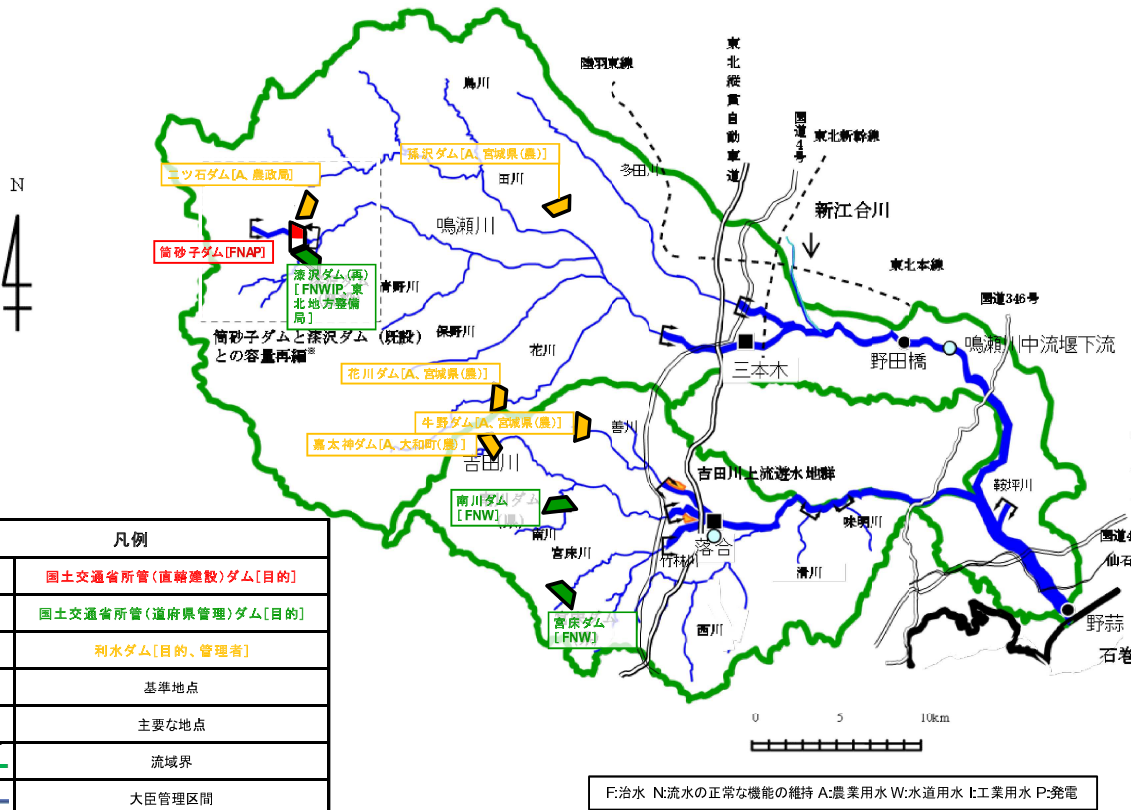 鳥川
陸羽東線
東北縦貫自動車道
国道4号
東北新幹線
多田川
孫沢ダム[A、宮城県(農)]
田川
二ツ石ダム[A、農政局]
新江合川
鳴瀬川
筒砂子ダム[FNAP]
東北本線
漆沢ダム(再)
[FNWIP、東
北地方整備
局]
青野川
国道346号
筒砂子ダムと漆沢ダム（既設）
との容量再編※
保野川
花川
三本木
野田橋
鳴瀬川中流堰下流
花川ダム[A、宮城県(農)]
牛野ダム[A、宮城県(農)]
善川
嘉太神ダム[A、大和町(農)]
吉田川
吉田川上流遊水地群
鞍坪川
南川ダム
[FNW]
南川
宮床川
落合
竹林川
味明川
滑川
国道4
仙石
宮床ダム
[FNW]
西川
野蒜
石巻
N
凡例
国土交通省所管(直轄建設)ダム[目的]
国土交通省所管(道府県管理)ダム[目的]
利水ダム[目的、管理者]
基準地点
主要な地点
流域界
大臣管理区間
0 5 10km
F:治水 N:流水の正常な機能の維持 A:農業用水 W:水道用水 I:工業用水 P:発電